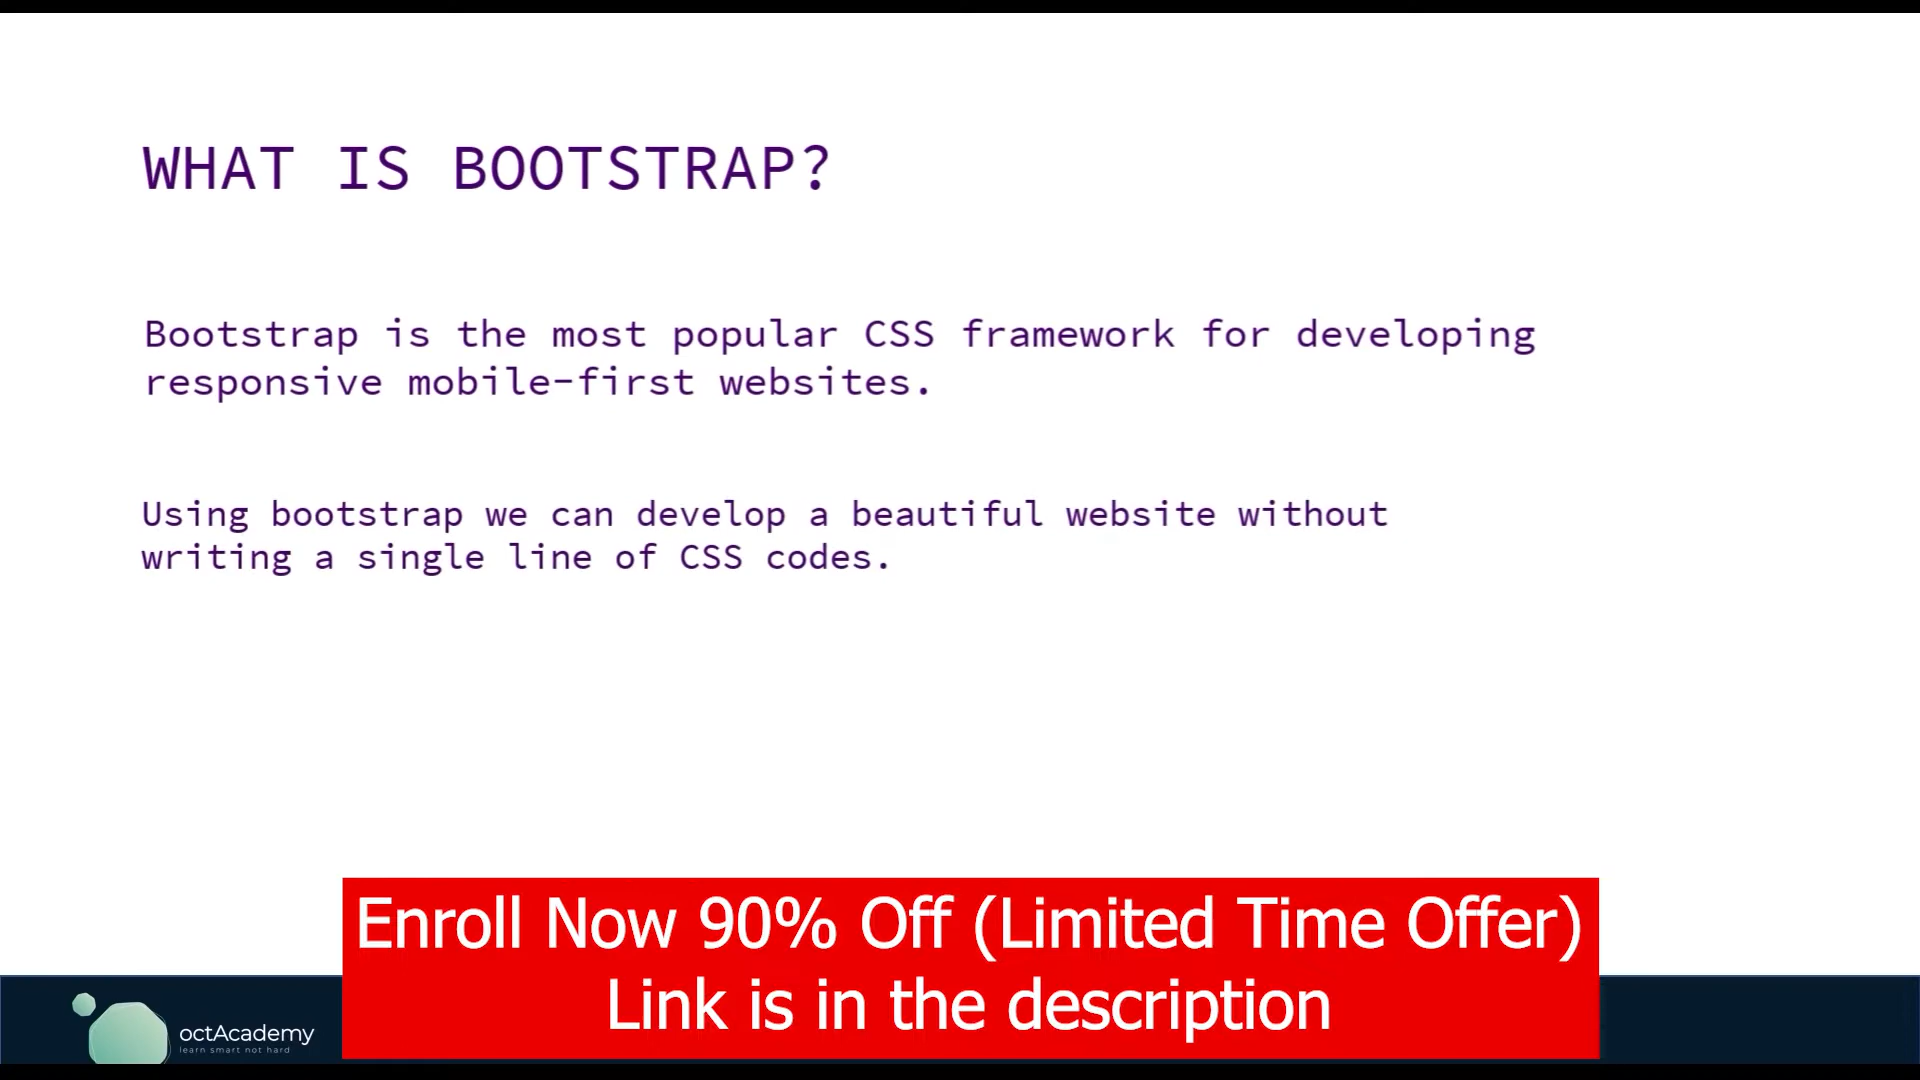 WHAT IS BOOTSTRAP?
Bootstrap is the most popular CSS framework for developing
responsive mobile-first websites.
Using bootstrap we can develop a beautiful website without
writing a single line of CSS codes.
Enroll Now 90% Off (Limited Time Offer)
Link is in the description
octAcademy
learn smart not hard